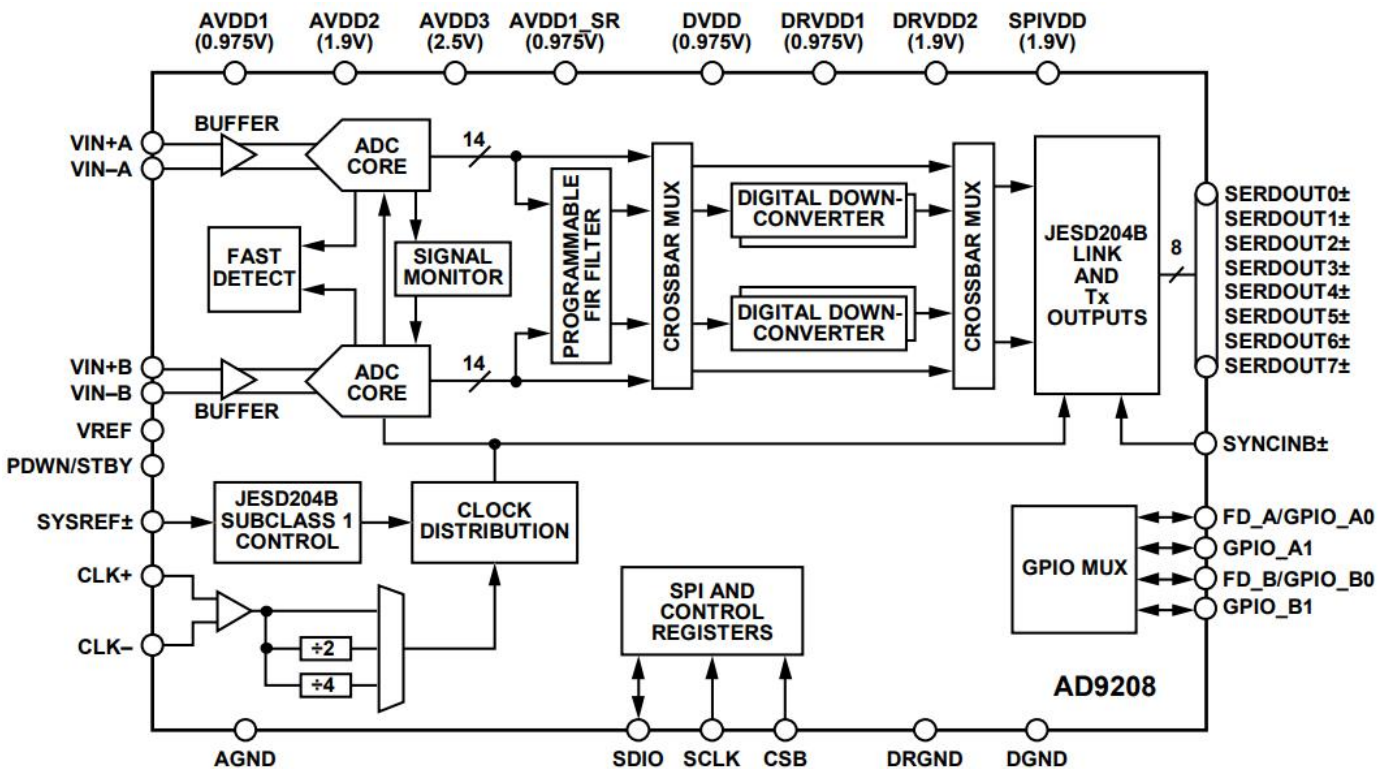 AVDD1
(0.975V)
AVDD2
(1.9V)
AVDD3
(2.5V)
AVDD1_SR
(0.975V)
DVDD
(0.975V)
DRVDD1
(0.975V)
DRVDD2
(1.9V)
SPIVDD
(1.9V)
VIN+A
VIN–A
BUFFER
ADC
CORE
14
FAST
DETECT
SIGNAL
MONITOR
VIN+B
VIN–B
BUFFER
ADC
CORE
14
PROGRAMMABLE
FIR FILTER
CROSSBAR MUX
DIGITAL DOWN-
CONVERTER
DIGITAL DOWN-
CONVERTER
CROSSBAR MUX
JESD204B
LINK
AND
Tx
OUTPUTS
8
SERDOUT0±
SERDOUT1±
SERDOUT2±
SERDOUT3±
SERDOUT4±
SERDOUT5±
SERDOUT6±
SERDOUT7±
VREF
PDWN/STBY
SYSREF±
JESD204B
SUBCLASS 1
CONTROL
CLOCK
DISTRIBUTION
SYNCINB±
CLK+
CLK–
÷2
÷4
SPI AND
CONTROL
REGISTERS
GPIO MUX
FD_A/GPIO_A0
GPIO_A1
FD_B/GPIO_B0
GPIO_B1
AD9208
AGND
SDIO
SCLK
CSB
DRGND
DGND